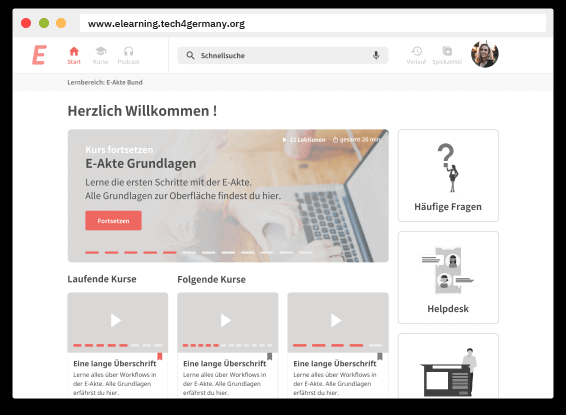 www.elearning.tech4germany.org
E
Start
Kurse
Podcast
Schnellsuche
Verlauf
Spickzettel
Lernbereich: E-Akte Bund
Herzlich Willkommen !
12 Lektionen
gesamt 20 min
Kurs fortsetzen
E-Akte Grundlagen
Lerne die ersten Schritte mit der E-Akte.
Alle Grundlagen zur Oberfläche findest du hier.
Fortsetzen
Häufige Fragen
Helpdesk
Laufende Kurse
Folgende Kurse
Eine lange Überschrift
Lerne alles über Workflows in
der E-Akte. Alle Grundlagen
erfährst du hier.
Eine lange Überschrift
Lerne alles über Workflows in
der E-Akte. Alle Grundlagen
erfährst du hier.
Eine lange Überschrift
Lerne alles über Workflows in
der E-Akte. Alle Grundlagen
erfährst du hier.